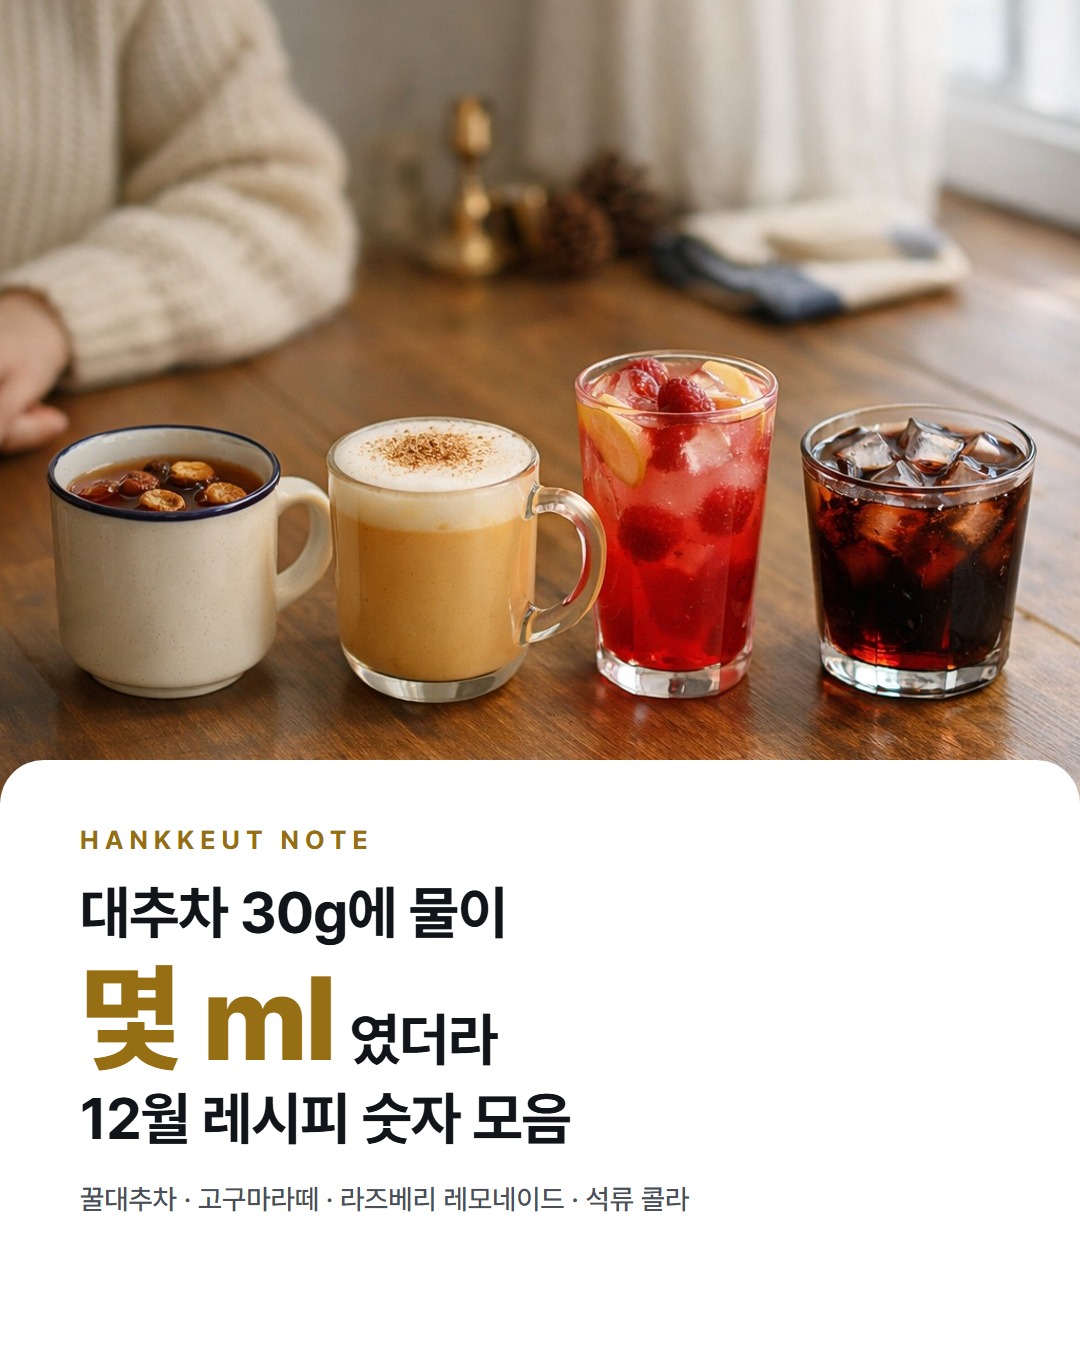 HANKKEUT NOTE
대추차 30g에 물이
몇 ml 였더라
12월 레시피 숫자 모음
꿀대추차 · 고구마라떼 · 라즈베리 레모네이드 · 석류 콜라